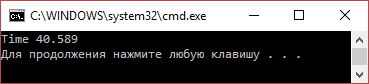 C:\WINDOWS\system32\cmd.exe
Time 40.589
Для продолжения нажмите любую клавишу . . .